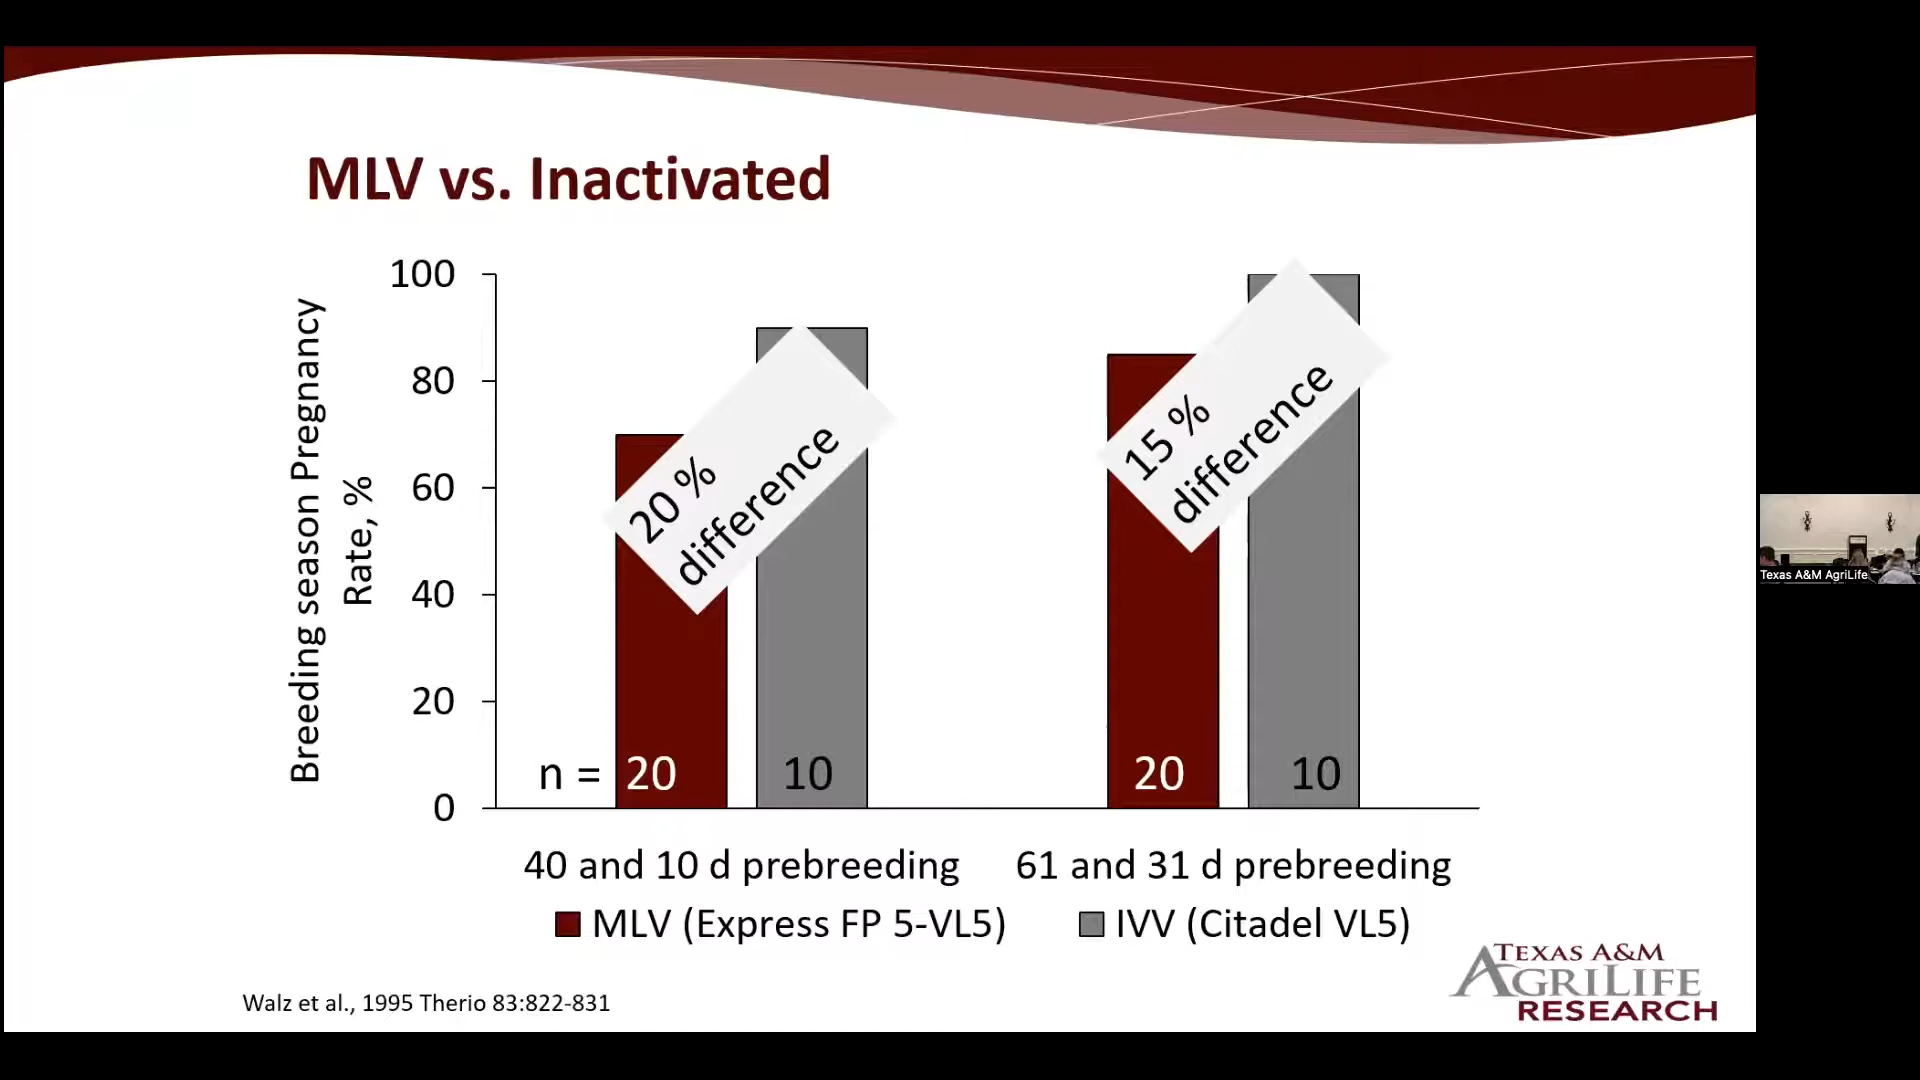 MLV vs. Inactivated
Breeding season Pregnancy
Rate, %
100
80
60
40
20
0
20 %
difference
15 %
difference
n =
20
10
20
10
40 and 10 d prebreeding
61 and 31 d prebreeding
MLV (Express FP 5-VL5)
IVV (Citadel VL5)
Walz et al., 1995 Therio 83:822-831
TEXAS A&M
AGRILIFE
RESEARCH
Texas A&M AgriLife